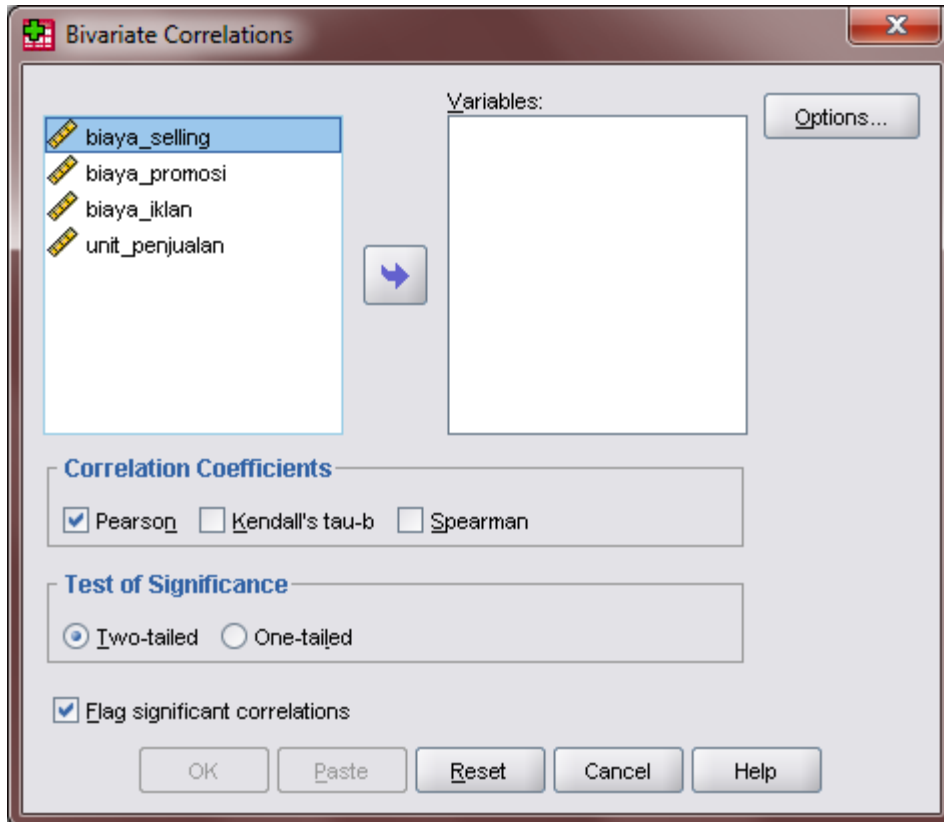 Bivariate Correlations
X
biaya_selling
biaya_promosi
biaya_iklan
unit_penjualan
Variables:
Options...
Correlation Coefficients
Pearson Kendall's tau-b Spearman
Test of Significance
Two-tailed One-tailed
Flag significant correlations
OK Paste Reset Cancel Help